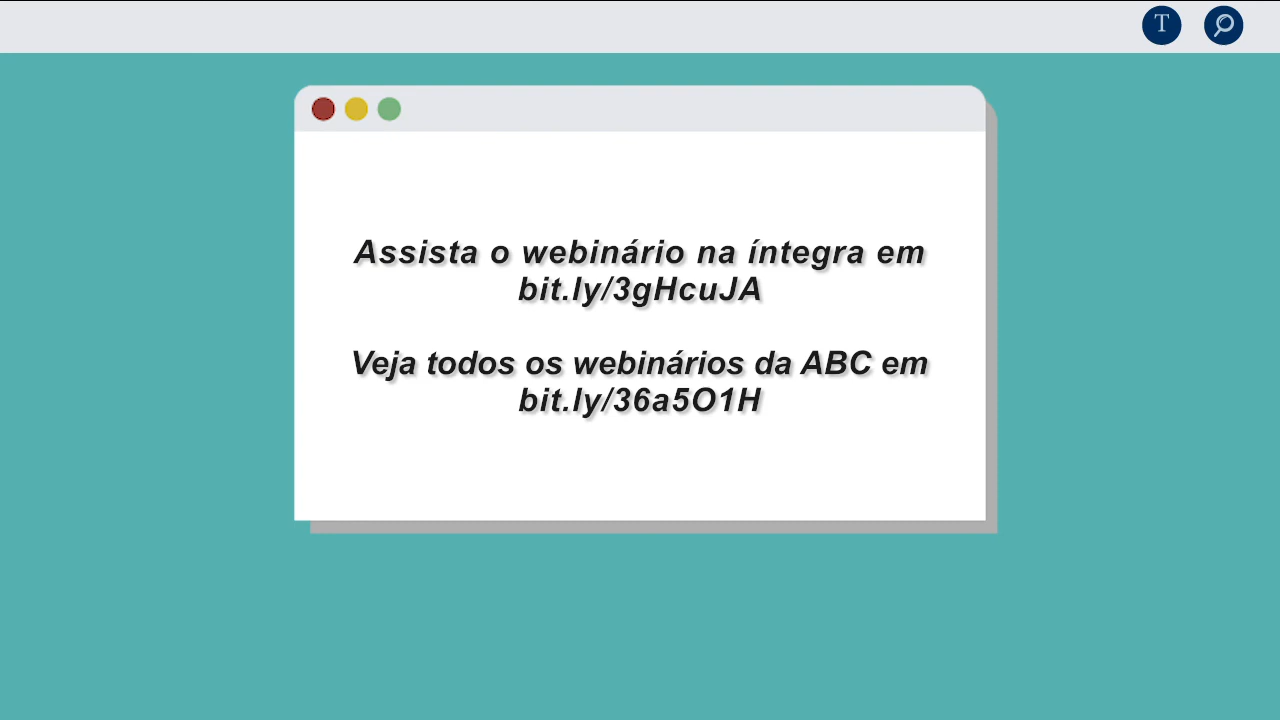 T
Assista o webinário na íntegra em
bit.ly/3gHcuJA
Veja todos os webinários da ABC em
bit.ly/36a5O1H